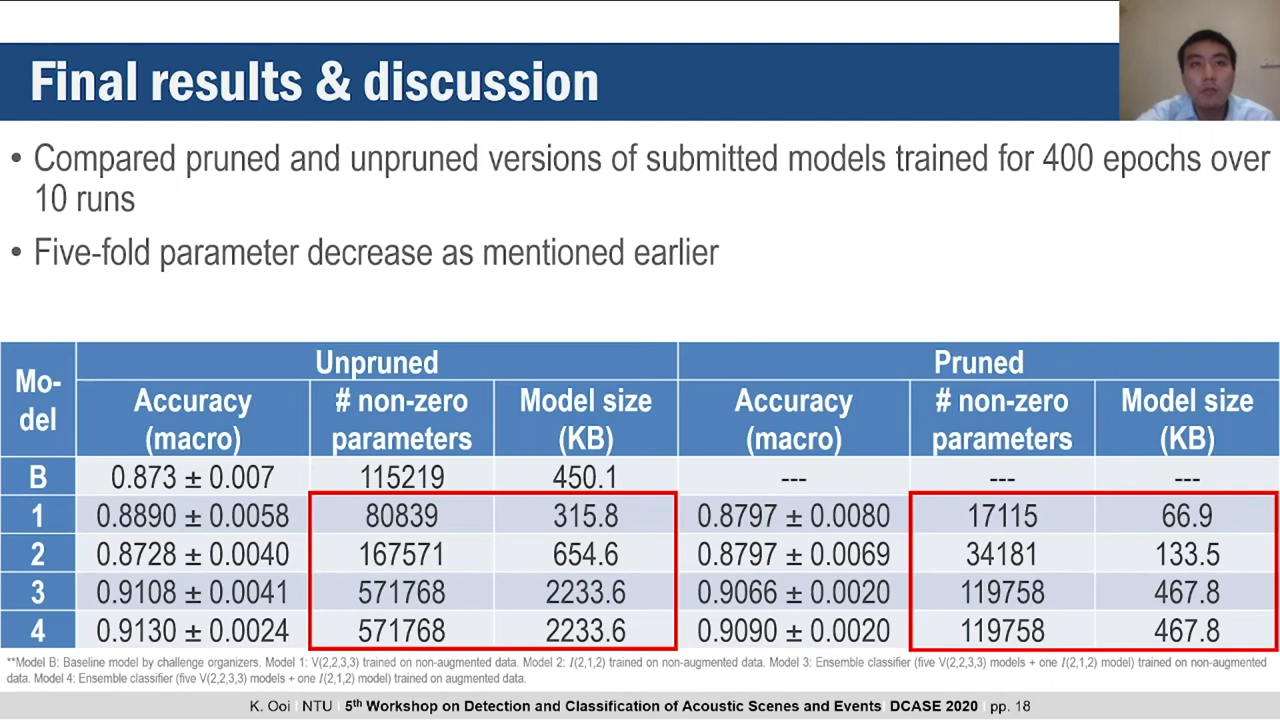 Final results & discussion
• Compared pruned and unpruned versions of submitted models trained for 400 epochs over
10 runs
• Five-fold parameter decrease as mentioned earlier
Mo-
del
Unpruned
Pruned
Accuracy
(macro)
# non-zero
parameters
Model size
(KB)
Accuracy
(macro)
# non-zero
parameters
Model size
(KB)
B 0.873 ± 0.007 115219 450.1 --- --- ---
1 0.8890 ± 0.0058 80839 315.8 0.8797 ± 0.0080 17115 66.9
2 0.8728 ± 0.0040 167571 654.6 0.8797 ± 0.0069 34181 133.5
3 0.9108 ± 0.0041 571768 2233.6 0.9066 ± 0.0020 119758 467.8
4 0.9130 ± 0.0024 571768 2233.6 0.9090 ± 0.0020 119758 467.8
**Model B: Baseline model by challenge organizers. Model 1: V(2,2,3,3) trained on non-augmented data. Model 2: I(2,1,2) trained on non-augmented data. Model 3: Ensemble classifier (five V(2,2,3,3) models + one I(2,1,2) model) trained on non-augmented
data. Model 4: Ensemble classifier (five V(2,2,3,3) models + one I(2,1,2) model) trained on augmented data.
K. Ooi | NTU | 5th Workshop on Detection and Classification of Acoustic Scenes and Events | DCASE 2020 | pp. 18